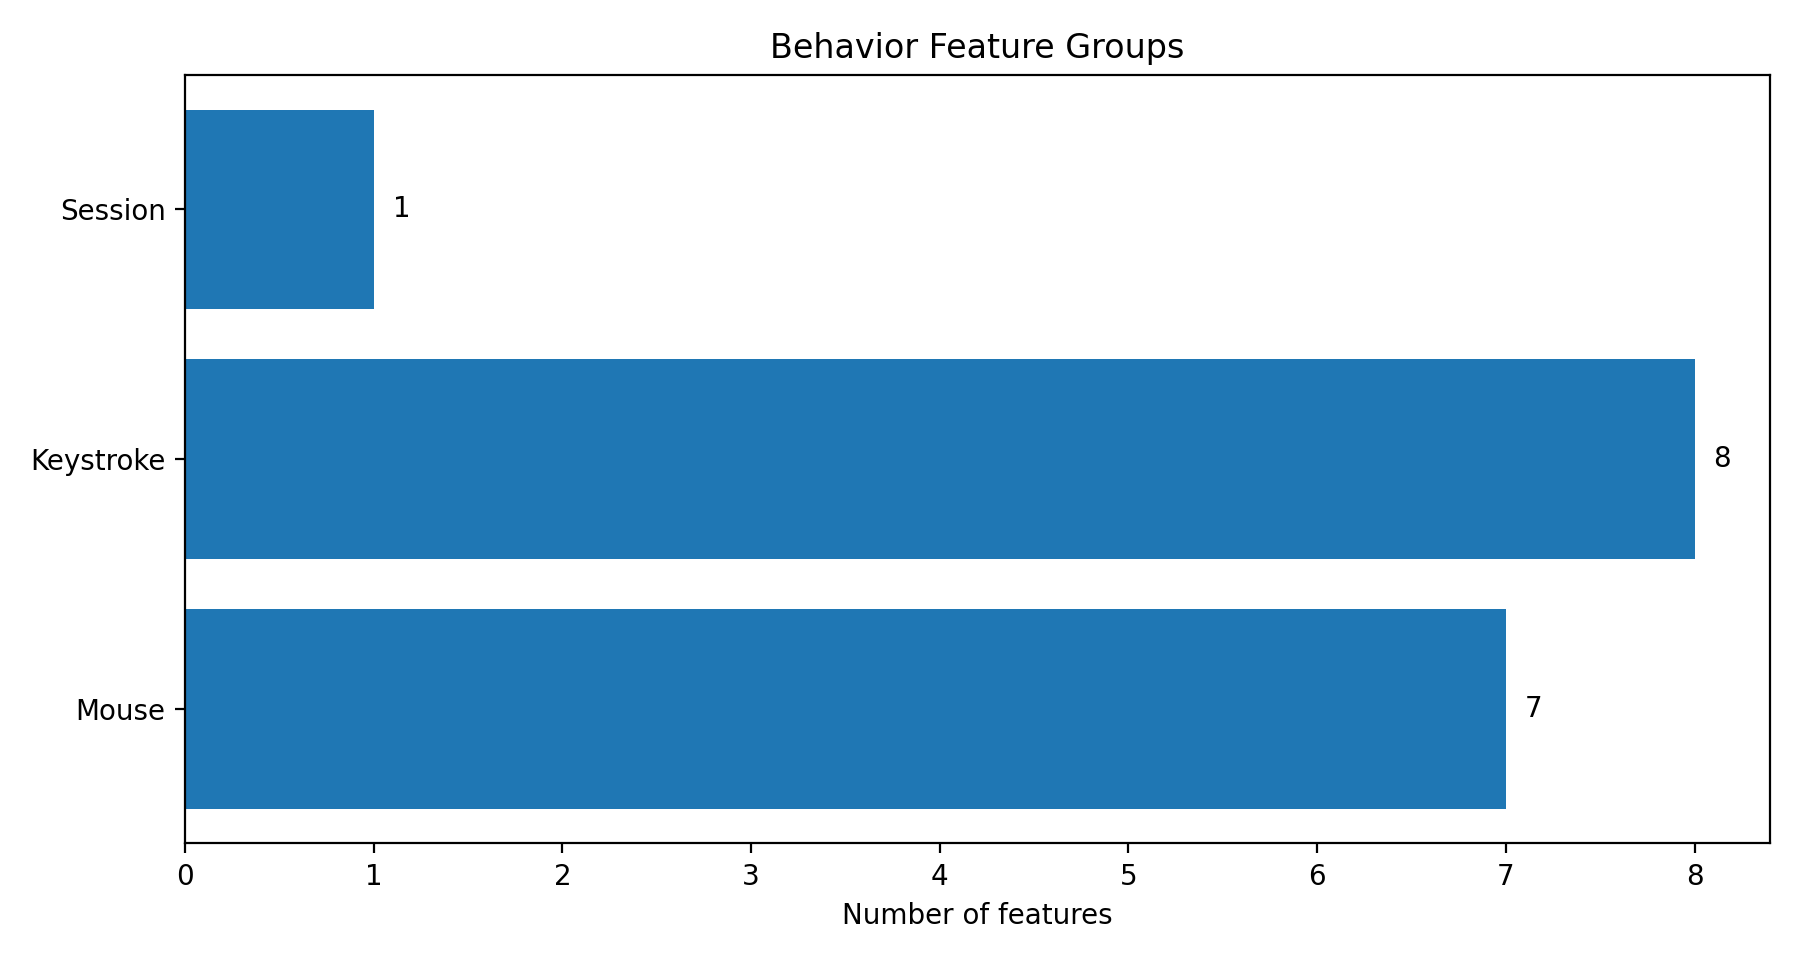 Behavior Feature Groups
Session
1
Keystroke
8
Mouse
7
0 1 2 3 4 5 6 7 8
Number of features